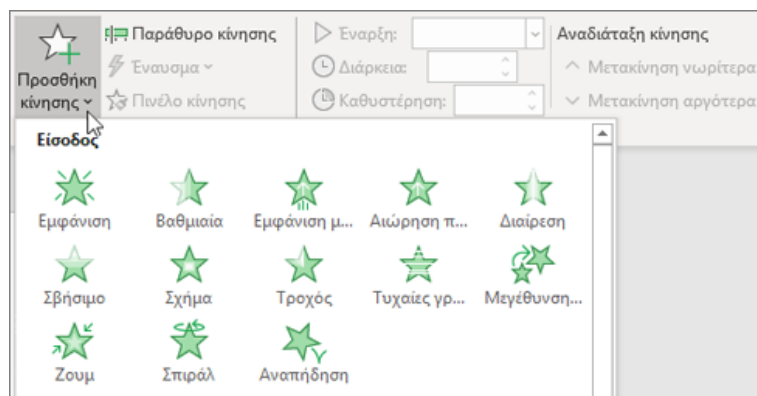 Προσθήκη
κίνησης
Παράθυρο κίνησης
Έναυσμα
Πινέλο κίνησης
Έναρξη:
Διάρκεια:
Καθυστέρηση:
Αναδιάταξη κίνησης
Μετακίνηση νωρίτερα
Μετακίνηση αργότερα
Είσοδος
Εμφάνιση Βαθμιαία Εμφάνιση μ... Αιώρηση π... Διαίρεση
Σβήσιμο Σχήμα Τροχός Τυχαίες γρ... Μεγέθυνση...
Ζουμ Σπιράλ Αναπήδηση